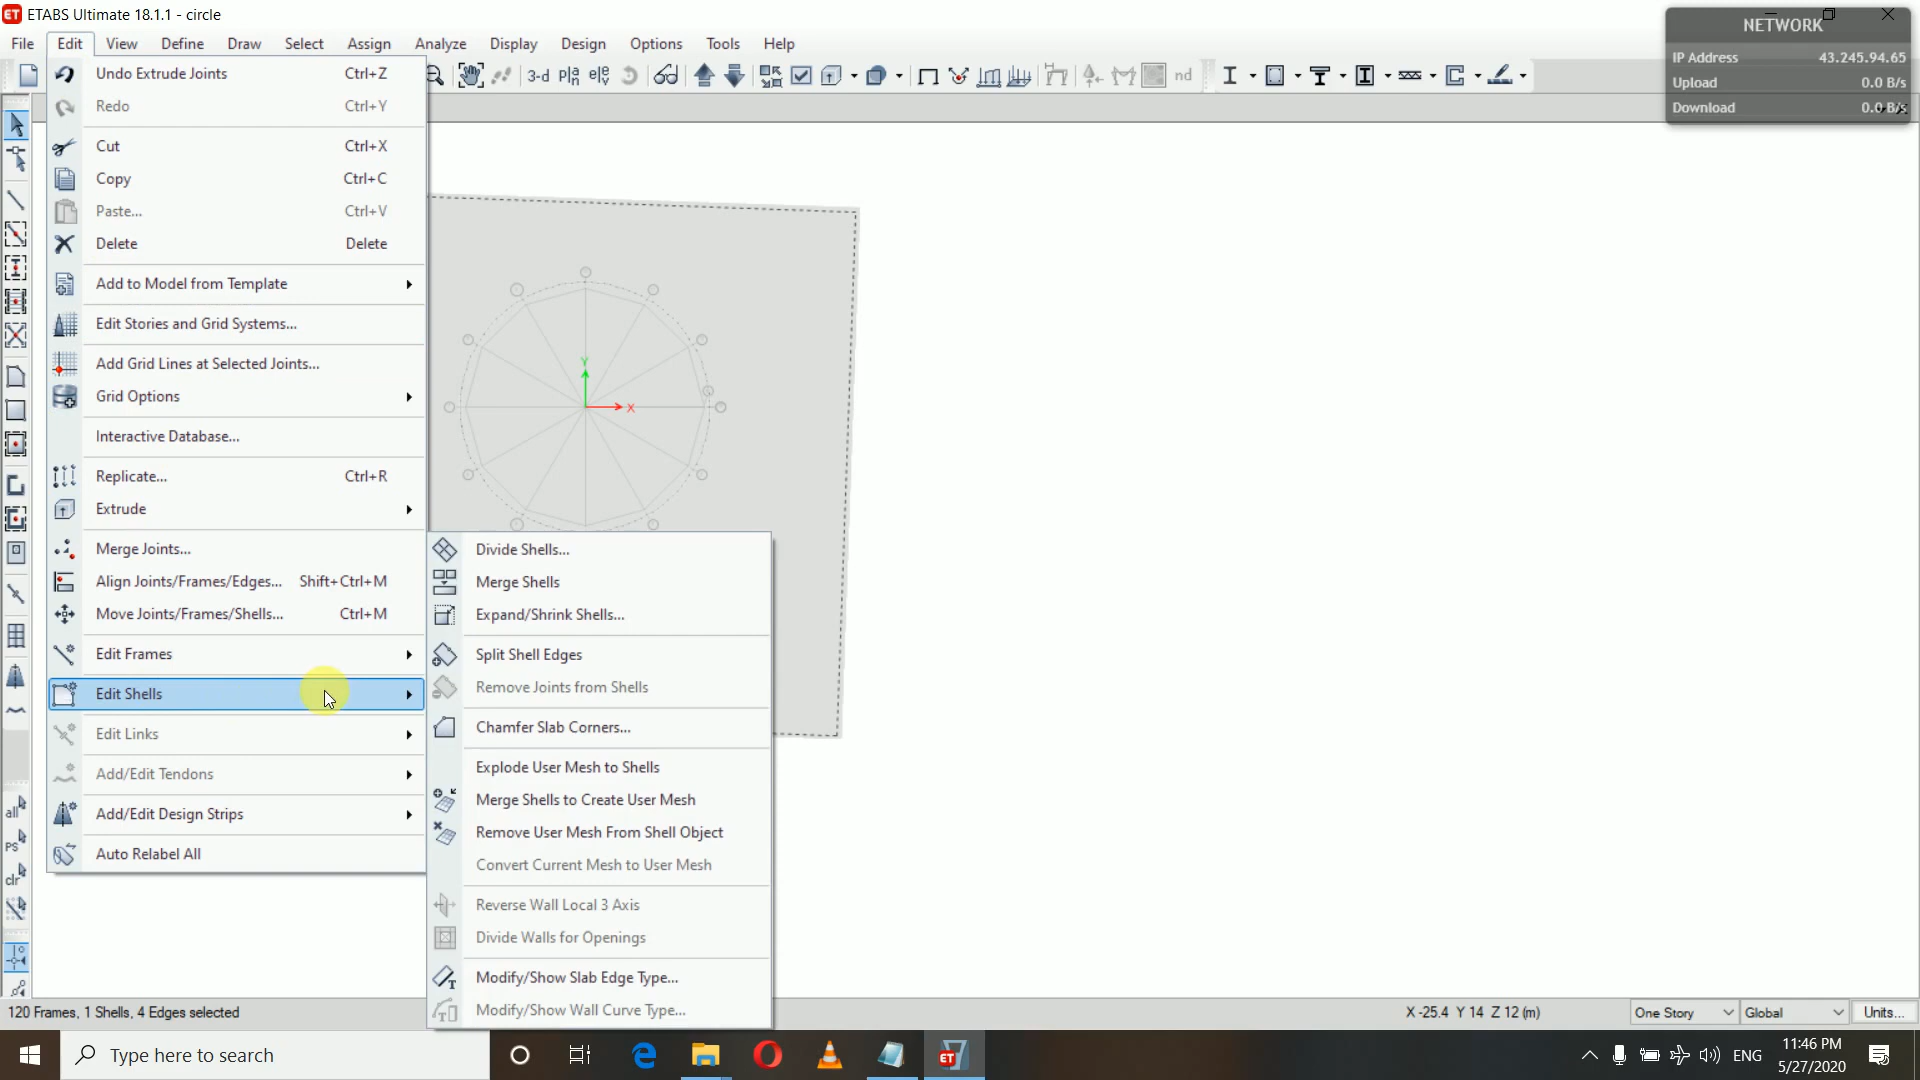 ETABS Ultimate 18.1.1 - circle
File Edit View Define Draw Select Assign Analyze Display Design Options Tools Help
NETWORK
IP Address 43.245.94.65
Upload 0.0 B/s
Download 0.0 B/s
3-d
nd
Undo Extrude Joints Ctrl+Z
Redo Ctrl+Y
Cut Ctrl+X
Copy Ctrl+C
Paste... Ctrl+V
Delete Delete
Add to Model from Template
Edit Stories and Grid Systems...
Add Grid Lines at Selected Joints...
Grid Options
Interactive Database...
Replicate... Ctrl+R
Extrude
Merge Joints...
Align Joints/Frames/Edges... Shift+Ctrl+M
Move Joints/Frames/Shells... Ctrl+M
Edit Frames
Edit Shells
Edit Links
Add/Edit Tendons
Add/Edit Design Strips
Auto Relabel All
Divide Shells...
Merge Shells
Expand/Shrink Shells...
Split Shell Edges
Remove Joints from Shells
Chamfer Slab Corners...
Explode User Mesh to Shells
Merge Shells to Create User Mesh
Remove User Mesh From Shell Object
Convert Current Mesh to User Mesh
Reverse Wall Local 3 Axis
Divide Walls for Openings
Modify/Show Slab Edge Type...
Modify/Show Wall Curve Type...
Y
X
all
ps
clr
120 Frames, 1 Shells, 4 Edges selected
X -25.4 Y 14 Z 12 (m)
One Story
Global
Units...
Type here to search
ENG
11:46 PM
5/27/2020